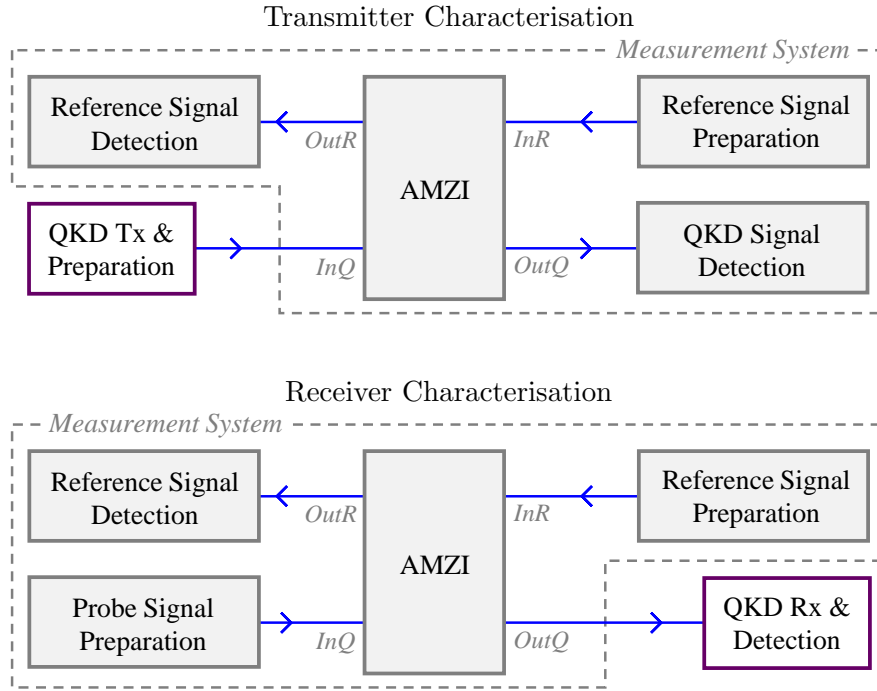 Transmitter Characterisation
Measurement System
Reference Signal
Detection
OutR
AMZI
InR
Reference Signal
Preparation
QKD Tx &
Preparation
InQ
OutQ
QKD Signal
Detection
Receiver Characterisation
Measurement System
Reference Signal
Detection
OutR
AMZI
InR
Reference Signal
Preparation
Probe Signal
Preparation
InQ
OutQ
QKD Rx &
Detection